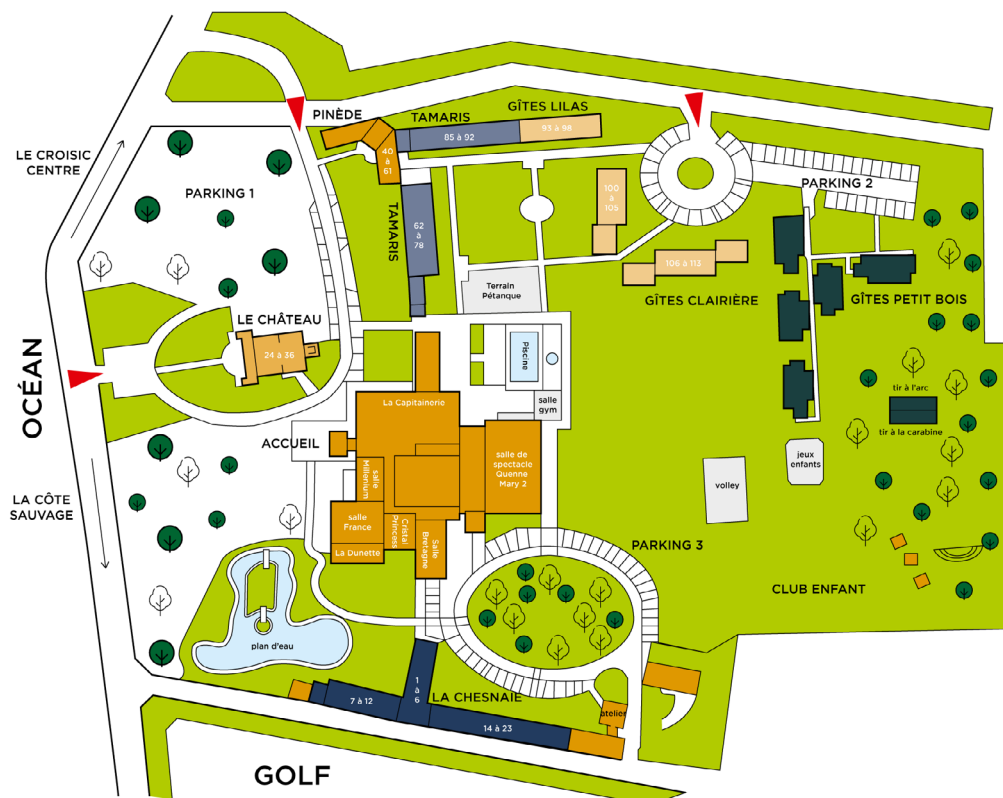 GÎTES LILAS
PINÈDE
TAMARIS
85 à 92
93 à 98
40
à
61
LE CROISIC
CENTRE
PARKING 1
PARKING 2
100
à
105
TAMARIS
62
à
78
106 à 113
GÎTES CLAIRIÈRE
GÎTES PETIT BOIS
Terrain
Pétanque
LE CHÂTEAU
24 à 36
OCÉAN
Piscine
salle
gym
tir à l'arc
tir à la carabine
La Capitainerie
ACCUEIL
salle de
spectacle
Quenne
Mary 2
salle
Millenium
jeux
enfants
volley
LA CÔTE
SAUVAGE
salle
France
Cristal
Princess
Salle
Bretagne
La Dunette
PARKING 3
CLUB ENFANT
plan d'eau
1
à
6
LA CHESNAIE
7 à 12
14 à 23
atelier
GOLF